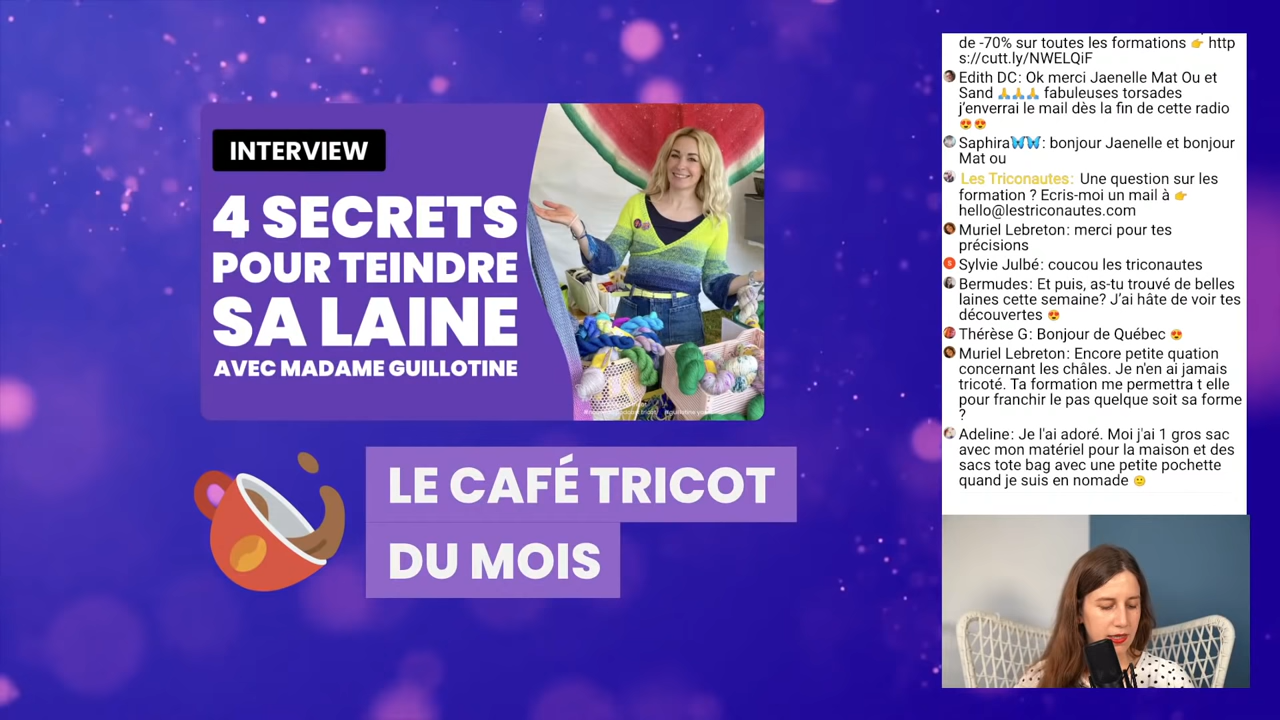 INTERVIEW
4 SECRETS
POUR TEINDRE
SA LAINE
AVEC MADAME GUILLOTINE
LE CAFÉ TRICOT
DU MOIS
de -70% sur toutes les formations 👉 http
s://cutt.ly/NWELQiF
Edith DC: Ok merci Jaenelle Mat Ou et
Sand 🙏🙏🙏 fabuleuses torsades
j'enverrai le mail dès la fin de cette radio
😍😍
Saphira🦋🦋: bonjour Jaenelle et bonjour
Mat ou
Les Triconautes: Une question sur les
formation ? Ecris-moi un mail à 👉
hello@lestriconautes.com
Muriel Lebreton: merci pour tes
précisions
Sylvie Julbé: coucou les triconautes
Bermudes: Et puis, as-tu trouvé de belles
laines cette semaine? J'ai hâte de voir tes
découvertes 😍
Thérèse G: Bonjour de Québec 😍
Muriel Lebreton: Encore petite quation
concernant les châles. Je n'en ai jamais
tricoté. Ta formation me permettra t elle
pour franchir le pas quelque soit sa forme
?
Adeline: Je l'ai adoré. Moi j'ai 1 gros sac
avec mon matériel pour la maison et des
sacs tote bag avec une petite pochette
quand je suis en nomade 🙂